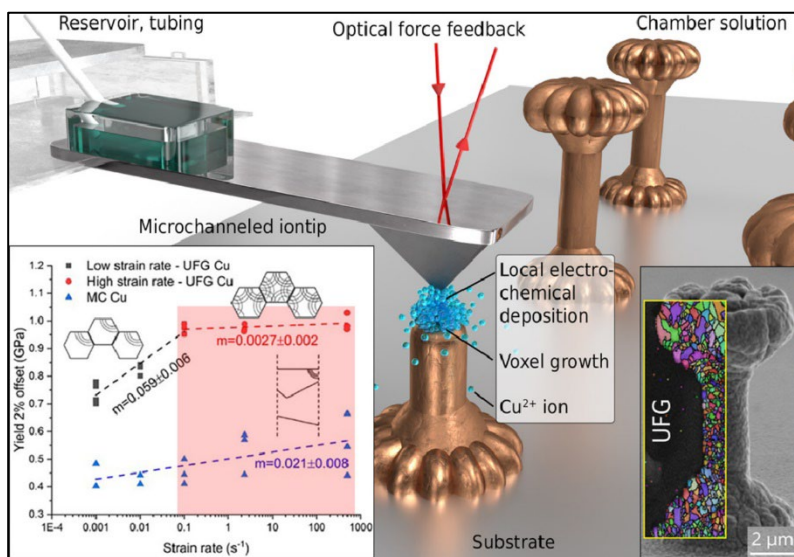 Reservoir, tubing
Optical force feedback
Chamber solution
Microchanneled iontip
Local electro-
chemical
deposition
Voxel growth
Cu²⁺ ion
Substrate
Yield 2% offset (GPa)
1.2
1.1
1.0
0.9
0.8
0.7
0.6
0.5
0.4
0.3
Low strain rate - UFG Cu
High strain rate - UFG Cu
MC Cu
m=0.059±0.006
m=0.0027±0.002
m=0.021±0.008
1E-4 0.001 0.01 0.1 1 10 100 1000
Strain rate (s⁻¹)
UFG
2 µm